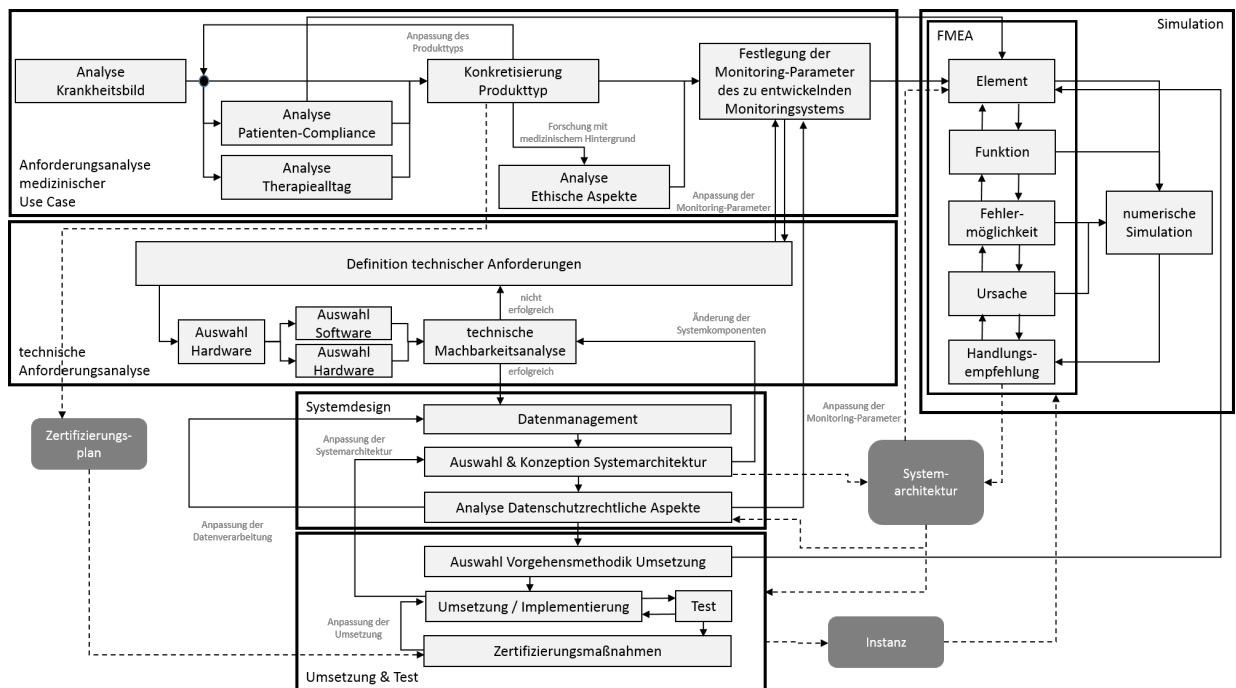 Simulation
FMEA
Anpassung des
Produkttyps
Analyse
Krankheitsbild
Konkretisierung
Produkttyp
Festlegung der
Monitoring-Parameter
des zu entwickelnden
Monitoringsystems
Element
Analyse
Patienten-Compliance
Forschung mit
medizinischem Hintergrund
Funktion
Analyse
Therapiealltag
Analyse
Ethische Aspekte
Anforderungsanalyse
medizinischer
Use Case
Anpassung der
Monitoring-Parameter
Fehler-
möglichkeit
numerische
Simulation
Definition technischer Anforderungen
Ursache
nicht
erfolgreich
Auswahl
Hardware
Auswahl
Software
Auswahl
Hardware
technische
Machbarkeitsanalyse
Änderung der
Systemkomponenten
Handlungs-
empfehlung
technische
Anforderungsanalyse
erfolgreich
Systemdesign
Datenmanagement
Anpassung der
Monitoring-Parameter
Zertifizierungs-
plan
Anpassung der
Systemarchitektur
Auswahl & Konzeption Systemarchitektur
System-
architektur
Analyse Datenschutzrechtliche Aspekte
Anpassung der
Datenverarbeitung
Auswahl Vorgehensmethodik Umsetzung
Umsetzung / Implementierung
Test
Anpassung der
Umsetzung
Instanz
Zertifizierungsmaßnahmen
Umsetzung & Test